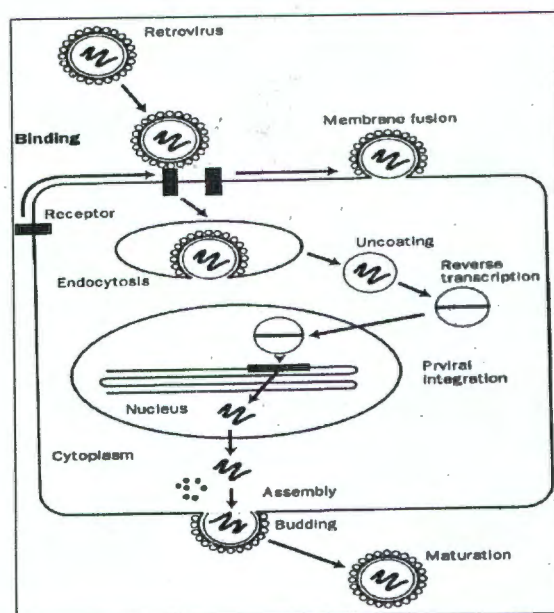 Retrovirus
Binding
Membrane fusion
Receptor
Endocytosis
Uncoating
Reverse
transcription
Prviral
integration
Nucleus
Cytoplasm
Assembly
Budding
Maturation